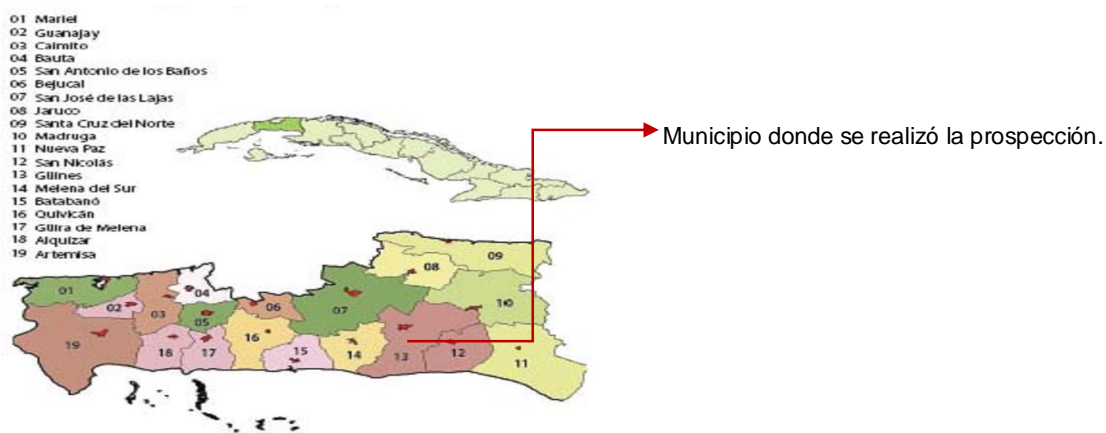 01 Mariel
02 Guanajay
03 Caimito
04 Bauta
05 San Antonio de los Baños
06 Bejucal
07 San José de las Lajas
08 Jaruco
09 Santa Cruz del Norte
10 Madruga
11 Nueva Paz
12 San Nicolás
13 Güines
14 Melena del Sur
15 Batabanó
16 Quivicán
17 Güira de Melena
18 Alquizar
19 Artemisa
Municipio donde se realizó la prospección.
09
08
01
04
02
10
03
06
07
05
19
16
18
17
15
14
13
12
11